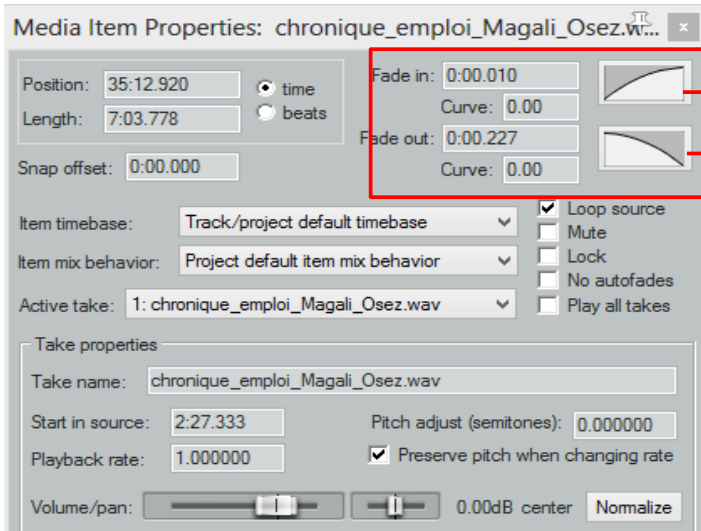 Media Item Properties: chronique_emploi_Magali_Osez.w...
Position: 35:12.920
time
Length: 7:03.778
beats
Snap offset: 0:00.000
Fade in: 0:00.010
Curve: 0.00
Fade out: 0:00.227
Curve: 0.00
Item timebase: Track/project default timebase
Item mix behavior: Project default item mix behavior
Active take: 1: chronique_emploi_Magali_Osez.wav
Loop source
Mute
Lock
No autofades
Play all takes
Take properties
Take name: chronique_emploi_Magali_Osez.wav
Start in source: 2:27.333
Pitch adjust (semitones): 0.000000
Playback rate: 1.000000
Preserve pitch when changing rate
Volume/pan: 0.00dB center Normalize